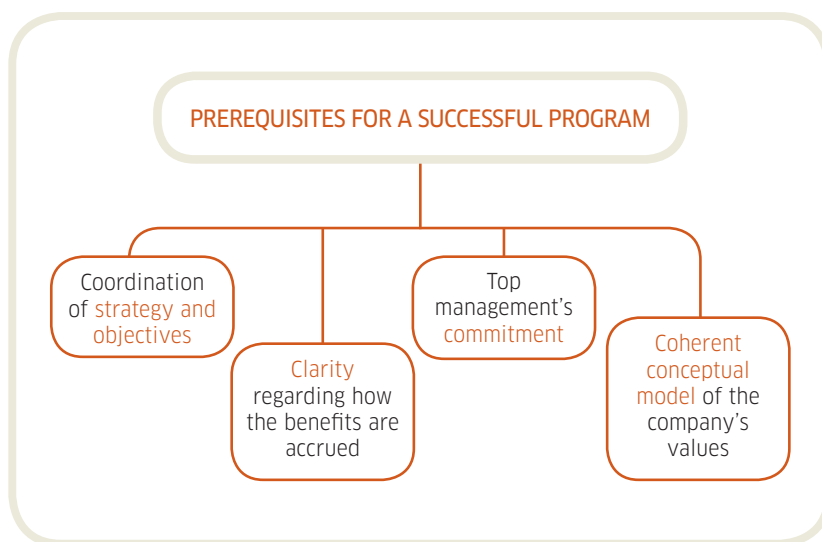 PREREQUISITES FOR A SUCCESSFUL PROGRAM
Coordination
of strategy and
objectives
Clarity
regarding how
the benefits are
accrued
Top
management’s
commitment
Coherent
conceptual
model of the
company’s
values